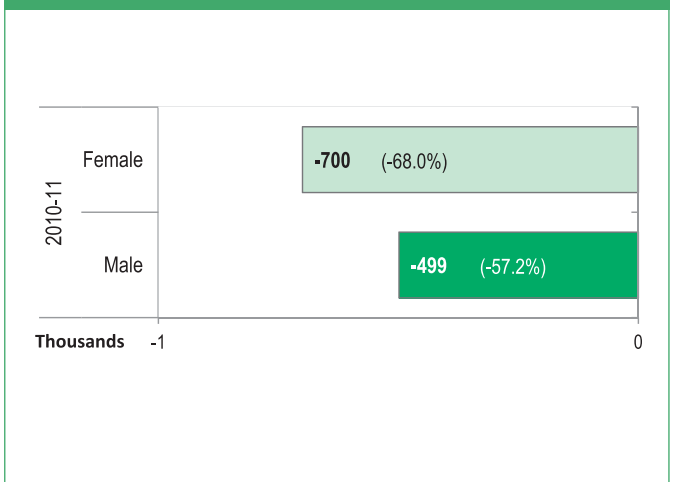 2010-11
Female
-700 (-68.0%)
Male
-499 (-57.2%)
Thousands -1 0